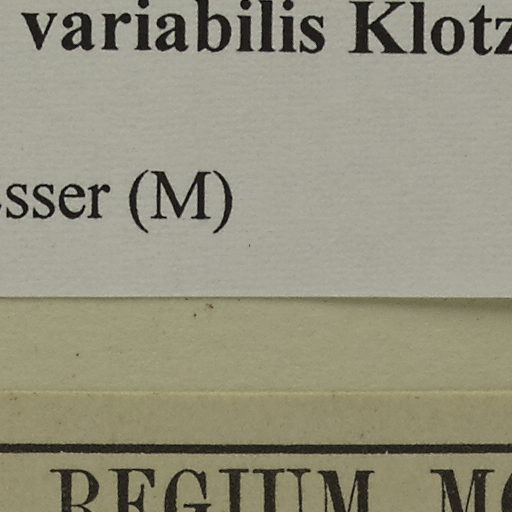 variabilis Klotz
sser (M)
REGIUM